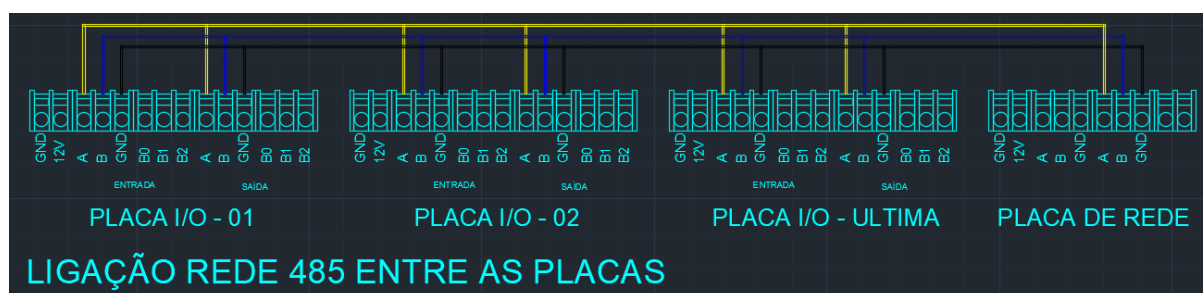 GND 12V A B GND B0 B1 B2 A B GND B0 B1 B2
ENTRADA SAÍDA
PLACA I/O - 01
GND 12V A B GND B0 B1 B2 A B GND B0 B1 B2
ENTRADA SAÍDA
PLACA I/O - 02
GND 12V A B GND B0 B1 B2 A B GND B0 B1 B2
ENTRADA SAÍDA
PLACA I/O - ULTIMA
GND 12V A B GND A B GND
PLACA DE REDE
LIGAÇÃO REDE 485 ENTRE AS PLACAS